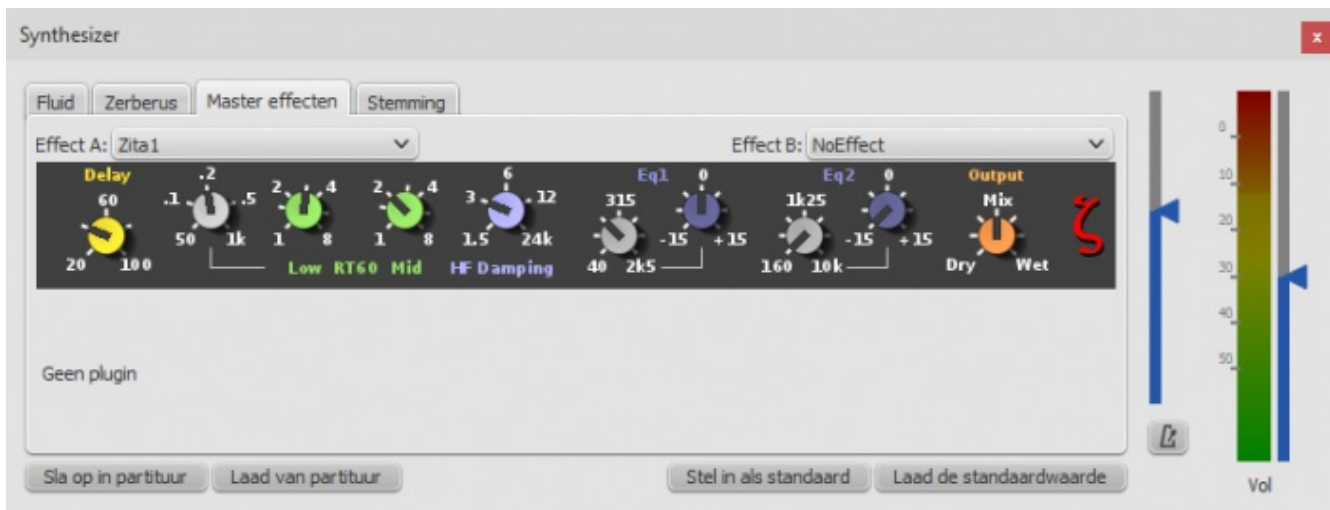 Synthesizer
x
Fluid Zerberus Master effecten Stemming
Effect A: Zita1 Effect B: NoEffect
Delay .2 6 Eq1 0 Eq2 0 Output
60 .1 .5 2 4 2 4 3 12 315 1k25 Mix
50 1k 1 8 1 8 1.5 24k -15 +15 -15 +15
20 100 Low RT60 Mid HF Damping 40 2k5 160 10k Dry Wet
ζ
Geen plugin
Sla op in partituur Laad van partituur Stel in als standaard Laad de standaardwaarde
0
10
20
30
40
50
Vol